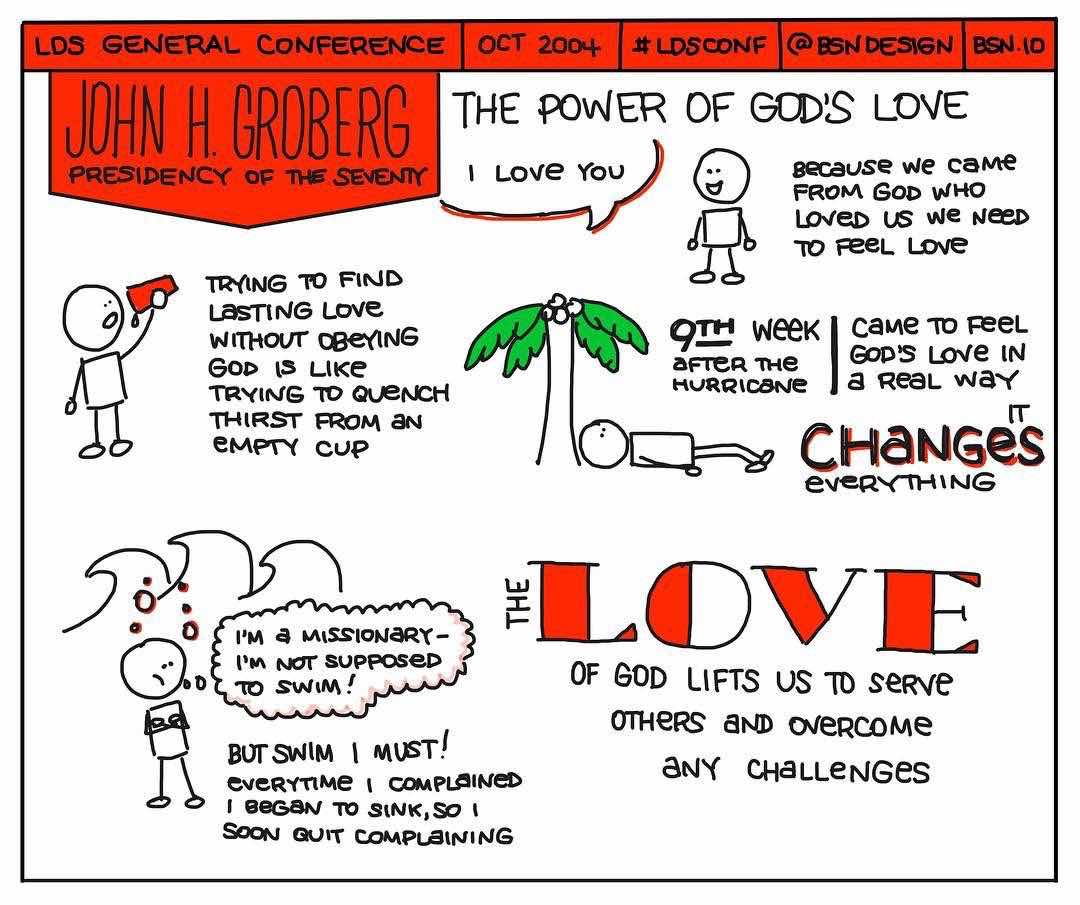 LDS GENERAL CONFERENCE
OCT 2004
#LDSCONF
@BSNDESIGN
BSN.IO
JOHN H. GROBERG
PRESIDENCY OF THE SEVENTY
THE POWER OF GOD'S LOVE
I LOVE YOU
BECAUSE WE CAME
FROM GOD WHO
LOVED US WE NEED
TO FEEL LOVE
TRYING TO FIND
LASTING LOVE
WITHOUT OBEYING
GOD IS LIKE
TRYING TO QUENCH
THIRST FROM AN
EMPTY CUP
9TH WEEK
AFTER THE
HURRICANE
CAME TO FEEL
GOD'S LOVE IN
A REAL WAY
IT
CHANGES
EVERYTHING
I'M A MISSIONARY-
I'M NOT SUPPOSED
TO SWIM!
BUT SWIM I MUST!
EVERYTIME I COMPLAINED
I BEGAN TO SINK, SO I
SOON QUIT COMPLAINING
THE LOVE
OF GOD LIFTS US TO SERVE
OTHERS AND OVERCOME
ANY CHALLENGES